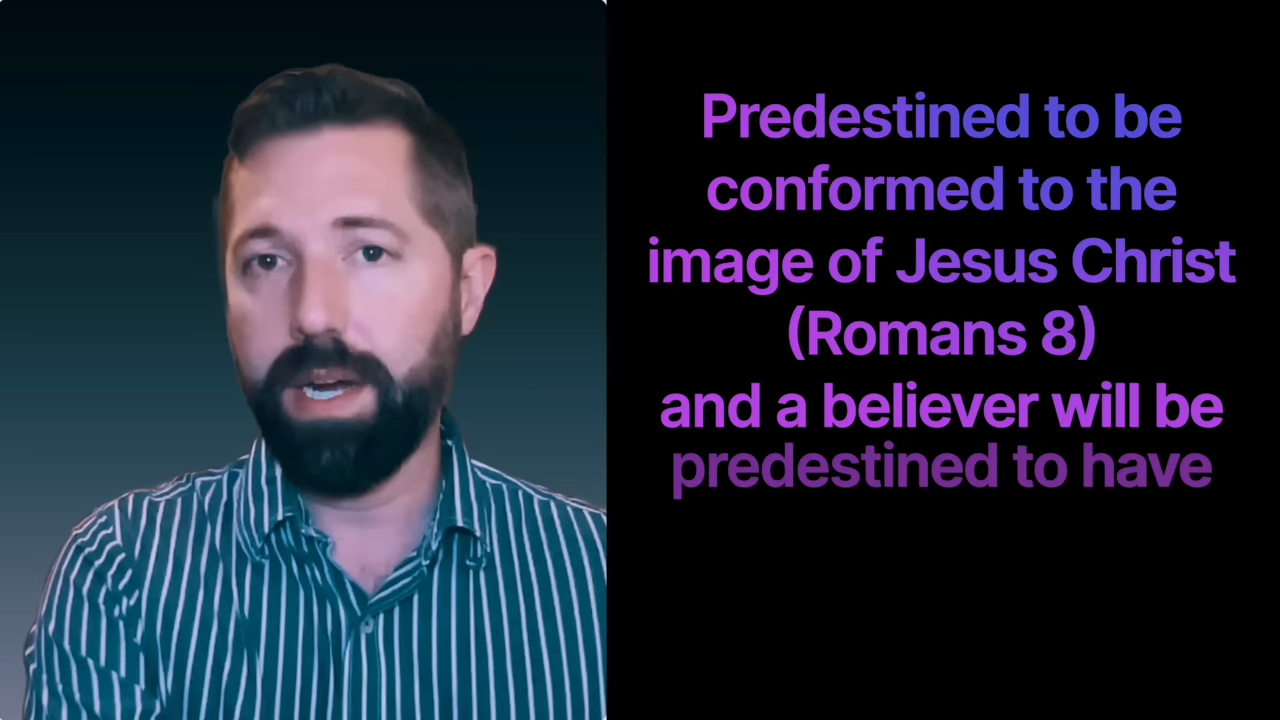 Predestined to be
conformed to the
image of Jesus Christ
(Romans 8)
and a believer will be
predestined to have